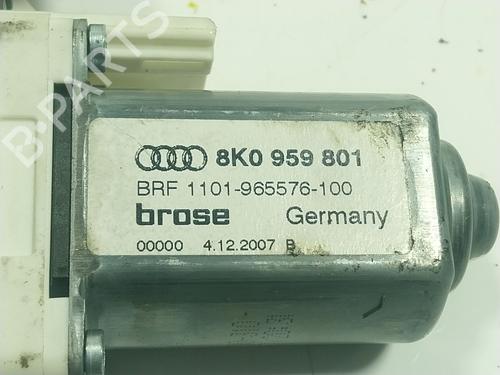 B-PARTS
8K0 959 801
BRF 1101-965576-100
brose Germany
00000 4.12.2007 B